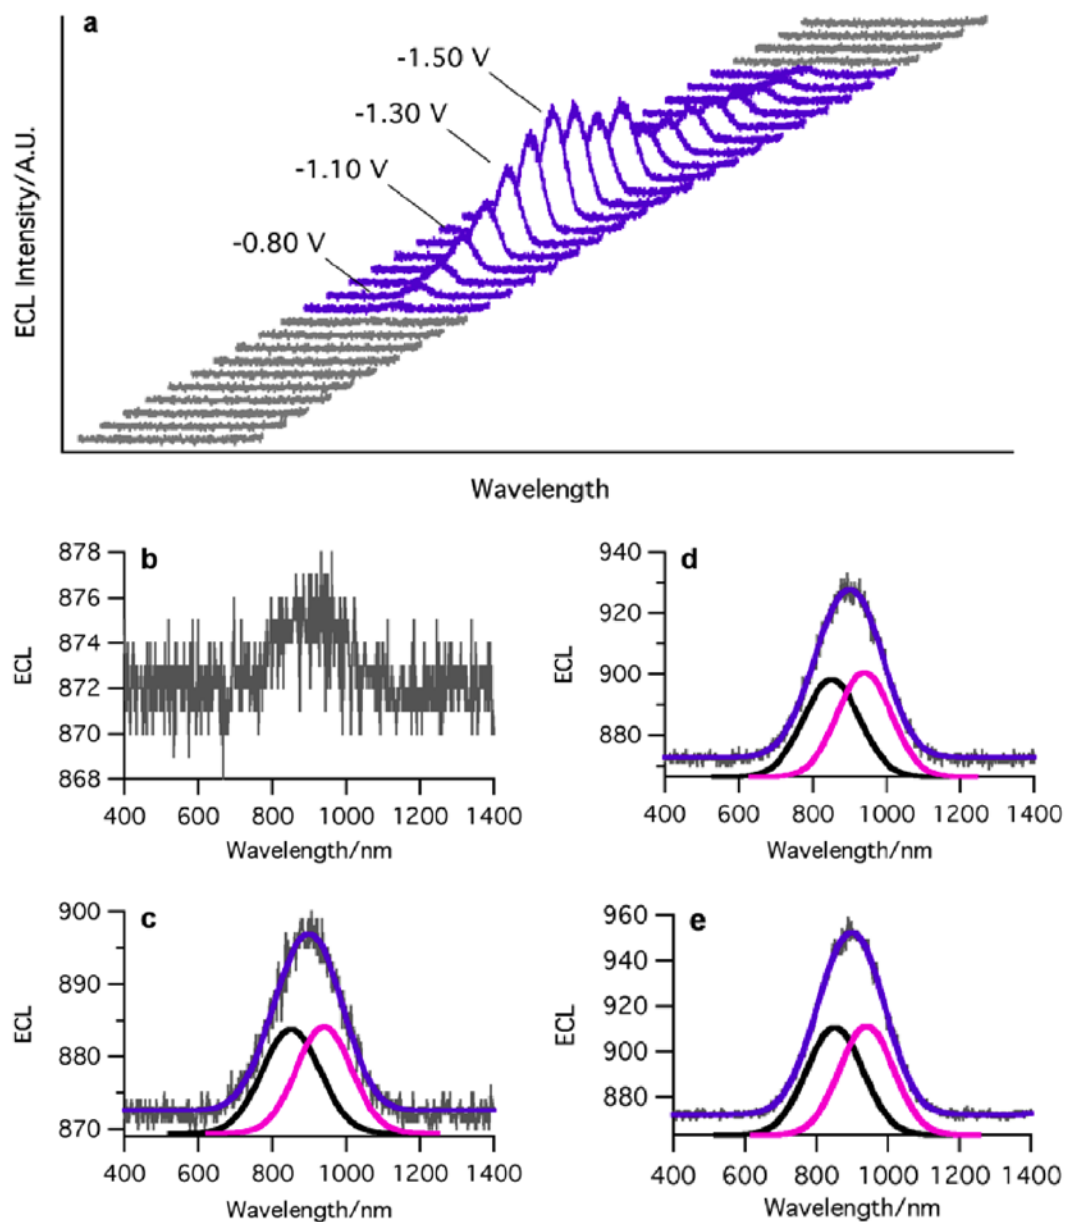 a
-1.50 V
-1.30 V
-1.10 V
-0.80 V
ECL Intensity/A.U.
Wavelength
b
878
876
874
872
870
868
ECL
400 600 800 1000 1200 1400
Wavelength/nm
d
940
920
900
880
ECL
400 600 800 1000 1200 1400
Wavelength/nm
c
900
890
880
870
ECL
400 600 800 1000 1200 1400
Wavelength/nm
e
960
940
920
900
880
ECL
400 600 800 1000 1200 1400
Wavelength/nm